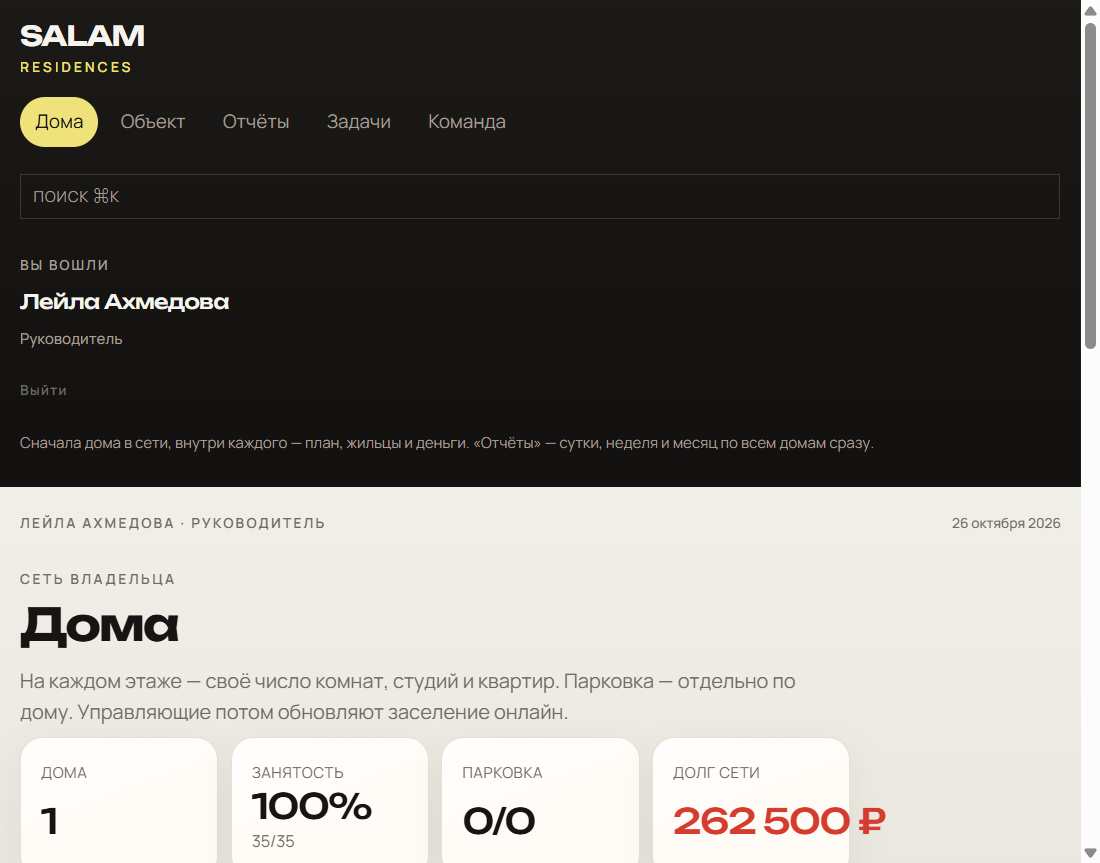 SALAM
RESIDENCES
Дома Объект Отчёты Задачи Команда
ПОИСК ⌘K
ВЫ ВОШЛИ
Лейла Ахмедова
Руководитель
Выйти
Сначала дома в сети, внутри каждого — план, жильцы и деньги. «Отчёты» — сутки, неделя и месяц по всем домам сразу.
ЛЕЙЛА АХМЕДОВА · РУКОВОДИТЕЛЬ 26 октября 2026
СЕТЬ ВЛАДЕЛЬЦА
Дома
На каждом этаже — своё число комнат, студий и квартир. Парковка — отдельно по
дому. Управляющие потом обновляют заселение онлайн.
ДОМА
1
ЗАНЯТОСТЬ
100%
35/35
ПАРКОВКА
0/0
ДОЛГ СЕТИ
262 500 ₽